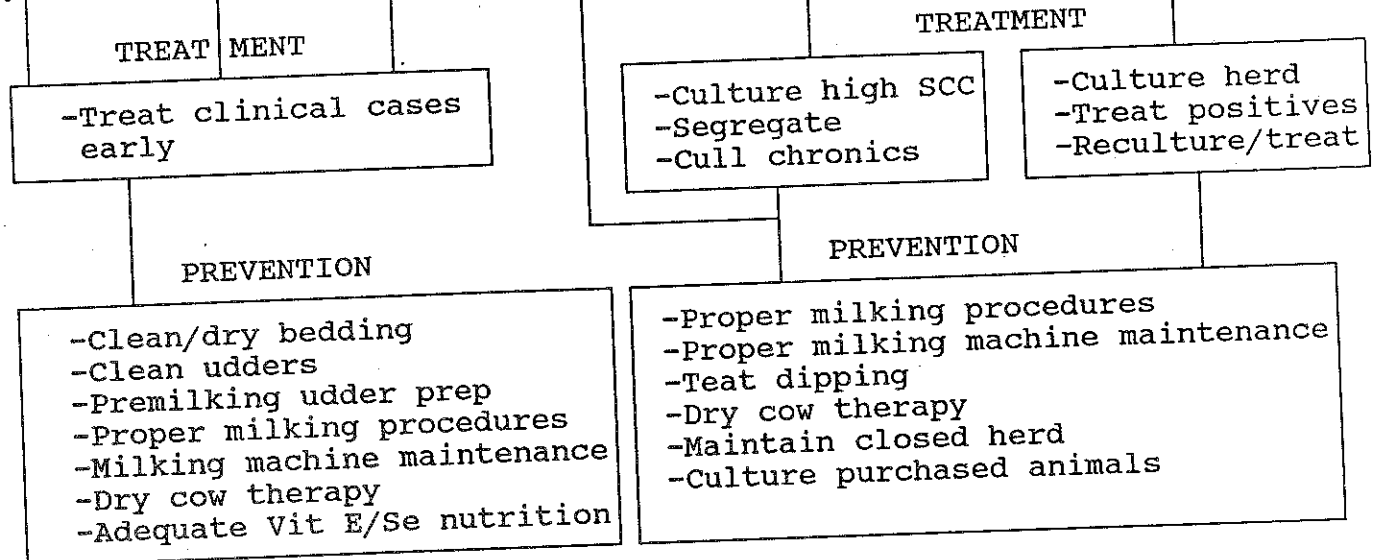 TREATMENT
-Treat clinical cases
early
PREVENTION
-Clean/dry bedding
-Clean udders
-Premilking udder prep
-Proper milking procedures
-Milking machine maintenance
-Dry cow therapy
-Adequate Vit E/Se nutrition
TREATMENT
-Culture high SCC
-Segregate
-Cull chronics
-Culture herd
-Treat positives
-Reculture/treat
PREVENTION
-Proper milking procedures
-Proper milking machine maintenance
-Teat dipping
-Dry cow therapy
-Maintain closed herd
-Culture purchased animals